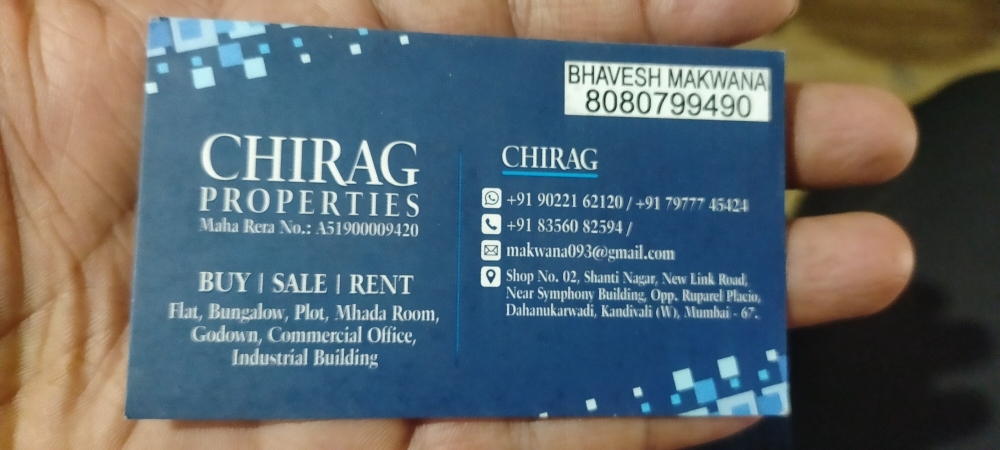 BHAVESH MAKWANA
8080799490
CHIRAG
PROPERTIES
Maha Rera No.: A51900009420
BUY | SALE | RENT
Flat, Bungalow, Plot, Mhada Room,
Godown, Commercial Office,
Industrial Building
CHIRAG
+91 90221 62120 / +91 79777 45424
+91 83560 82594 /
makwana093@gmail.com
Shop No. 02, Shanti Nagar, New Link Road,
Near Symphony Building, Opp. Ruparel Placio,
Dahanukarwadi, Kandivali (W), Mumbai - 67.